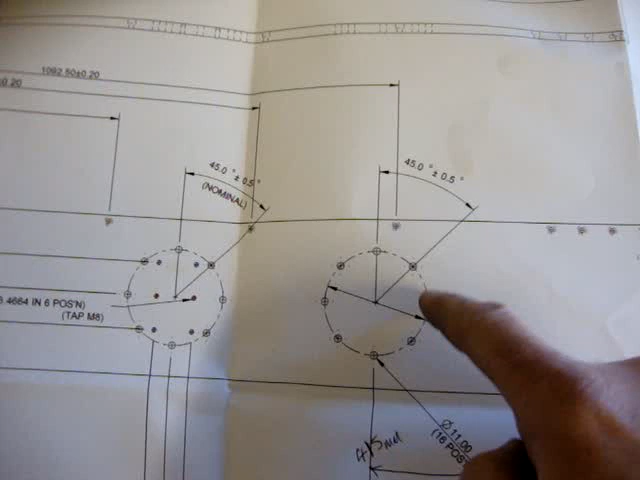 1092.50±0.20
0.20
45.0 °± 0.5 °
(NOMINAL)
45.0 °± 0.5 °
4664 IN 6 POS'N)
(TAP M8)
Ø 11.00
(16 POS